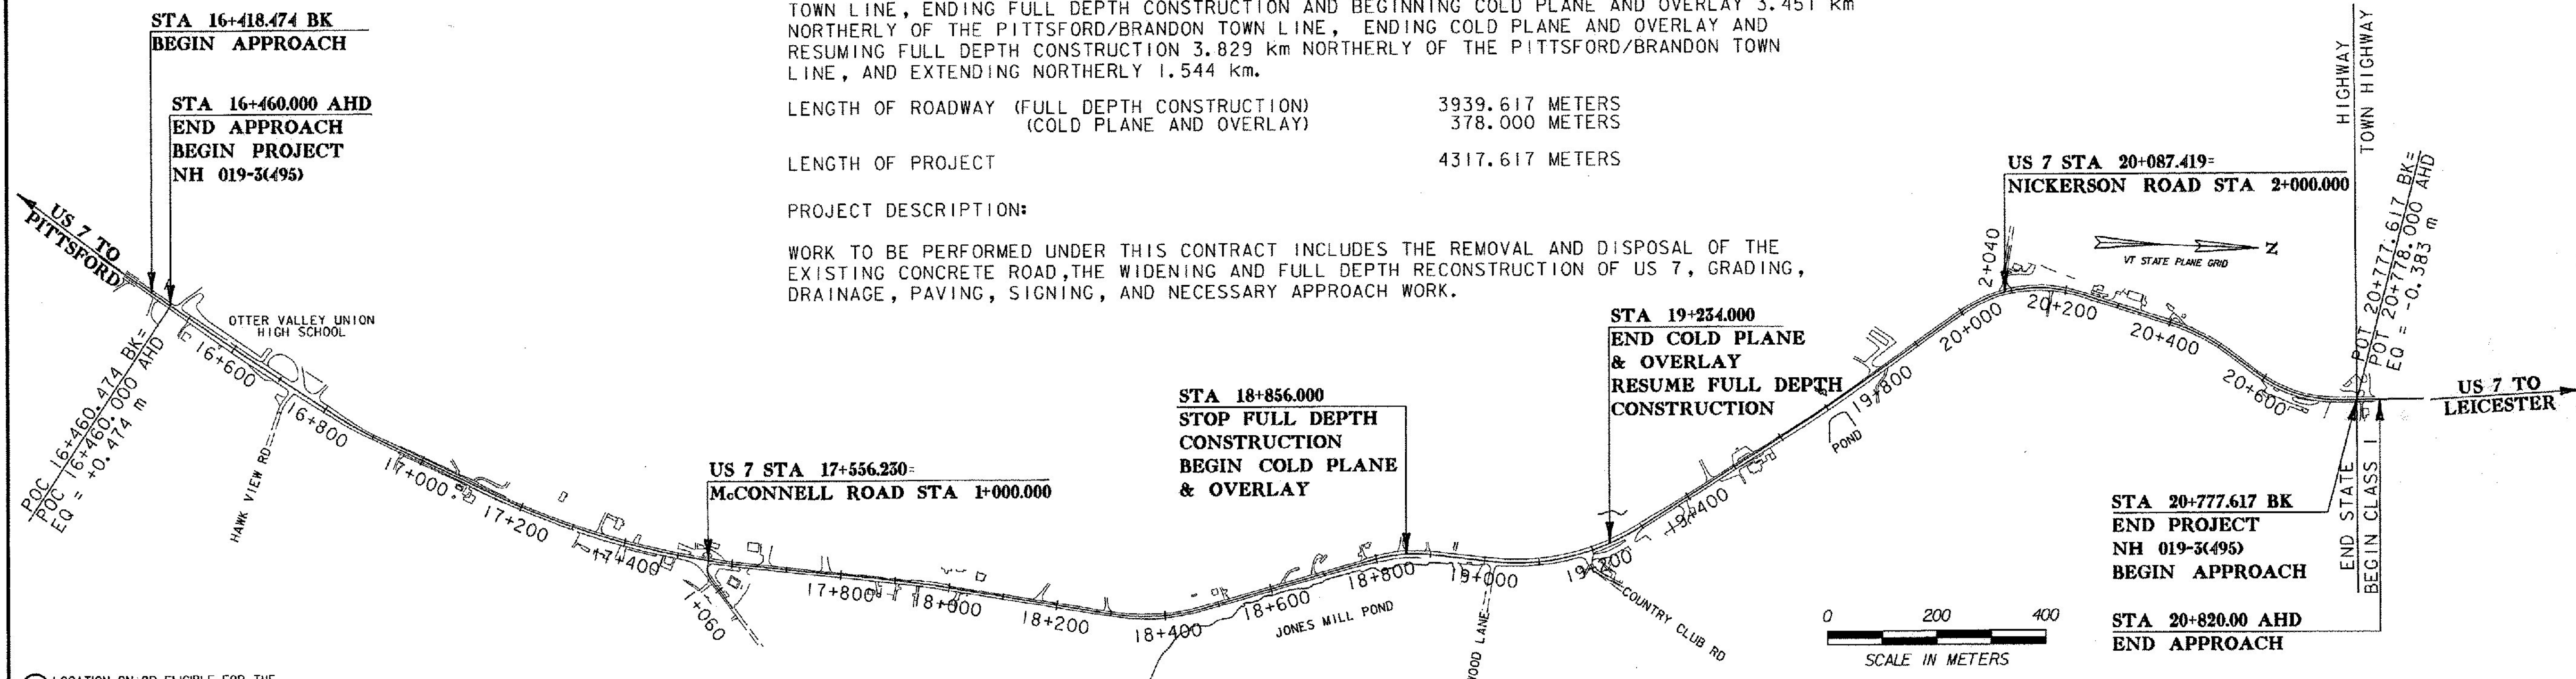 TOWN LINE, ENDING FULL DEPTH CONSTRUCTION AND BEGINNING COLD PLANE AND OVERLAY 3.451 km
NORTHERLY OF THE PITTSFORD/BRANDON TOWN LINE, ENDING COLD PLANE AND OVERLAY AND
RESUMING FULL DEPTH CONSTRUCTION 3.829 km NORTHERLY OF THE PITTSFORD/BRANDON TOWN
LINE, AND EXTENDING NORTHERLY 1.544 km.
LENGTH OF ROADWAY (FULL DEPTH CONSTRUCTION) 3939.617 METERS
(COLD PLANE AND OVERLAY) 378.000 METERS
LENGTH OF PROJECT 4317.617 METERS
PROJECT DESCRIPTION:
WORK TO BE PERFORMED UNDER THIS CONTRACT INCLUDES THE REMOVAL AND DISPOSAL OF THE
EXISTING CONCRETE ROAD,THE WIDENING AND FULL DEPTH RECONSTRUCTION OF US 7, GRADING,
DRAINAGE, PAVING, SIGNING, AND NECESSARY APPROACH WORK.
STA 16+418.474 BK
BEGIN APPROACH
STA 16+460.000 AHD
END APPROACH
BEGIN PROJECT
NH 019-3(495)
US 7 TO
PITTSFORD
OTTER VALLEY UNION
HIGH SCHOOL
POC 16+460.474 BK=
POC 16+460.000 AHD
EQ = +0.474 m
HAWK VIEW RD
16+600
16+800
17+000
17+200
17+400
US 7 STA 17+556.230=
McCONNELL ROAD STA 1+000.000
1+060
17+800
18+000
18+200
18+400
18+600
JONES MILL POND
18+800
STA 18+856.000
STOP FULL DEPTH
CONSTRUCTION
BEGIN COLD PLANE
& OVERLAY
19+000
WOOD LANE
19+200
COUNTRY CLUB RD
STA 19+234.000
END COLD PLANE
& OVERLAY
RESUME FULL DEPTH
CONSTRUCTION
19+400
POND
19+800
20+000
2+040
US 7 STA 20+087.419=
NICKERSON ROAD STA 2+000.000
20+200
20+400
20+600
N
VT STATE PLANE GRID
HIGHWAY
TOWN HIGHWAY
POT 20+777.617 BK=
POT 20+778.000 AHD
EQ = -0.383 m
US 7 TO
LEICESTER
END STATE
BEGIN CLASS 1
STA 20+777.617 BK
END PROJECT
NH 019-3(495)
BEGIN APPROACH
STA 20+820.00 AHD
END APPROACH
0 200 400
SCALE IN METERS
LOCATION ON OR ELIGIBLE FOR THE